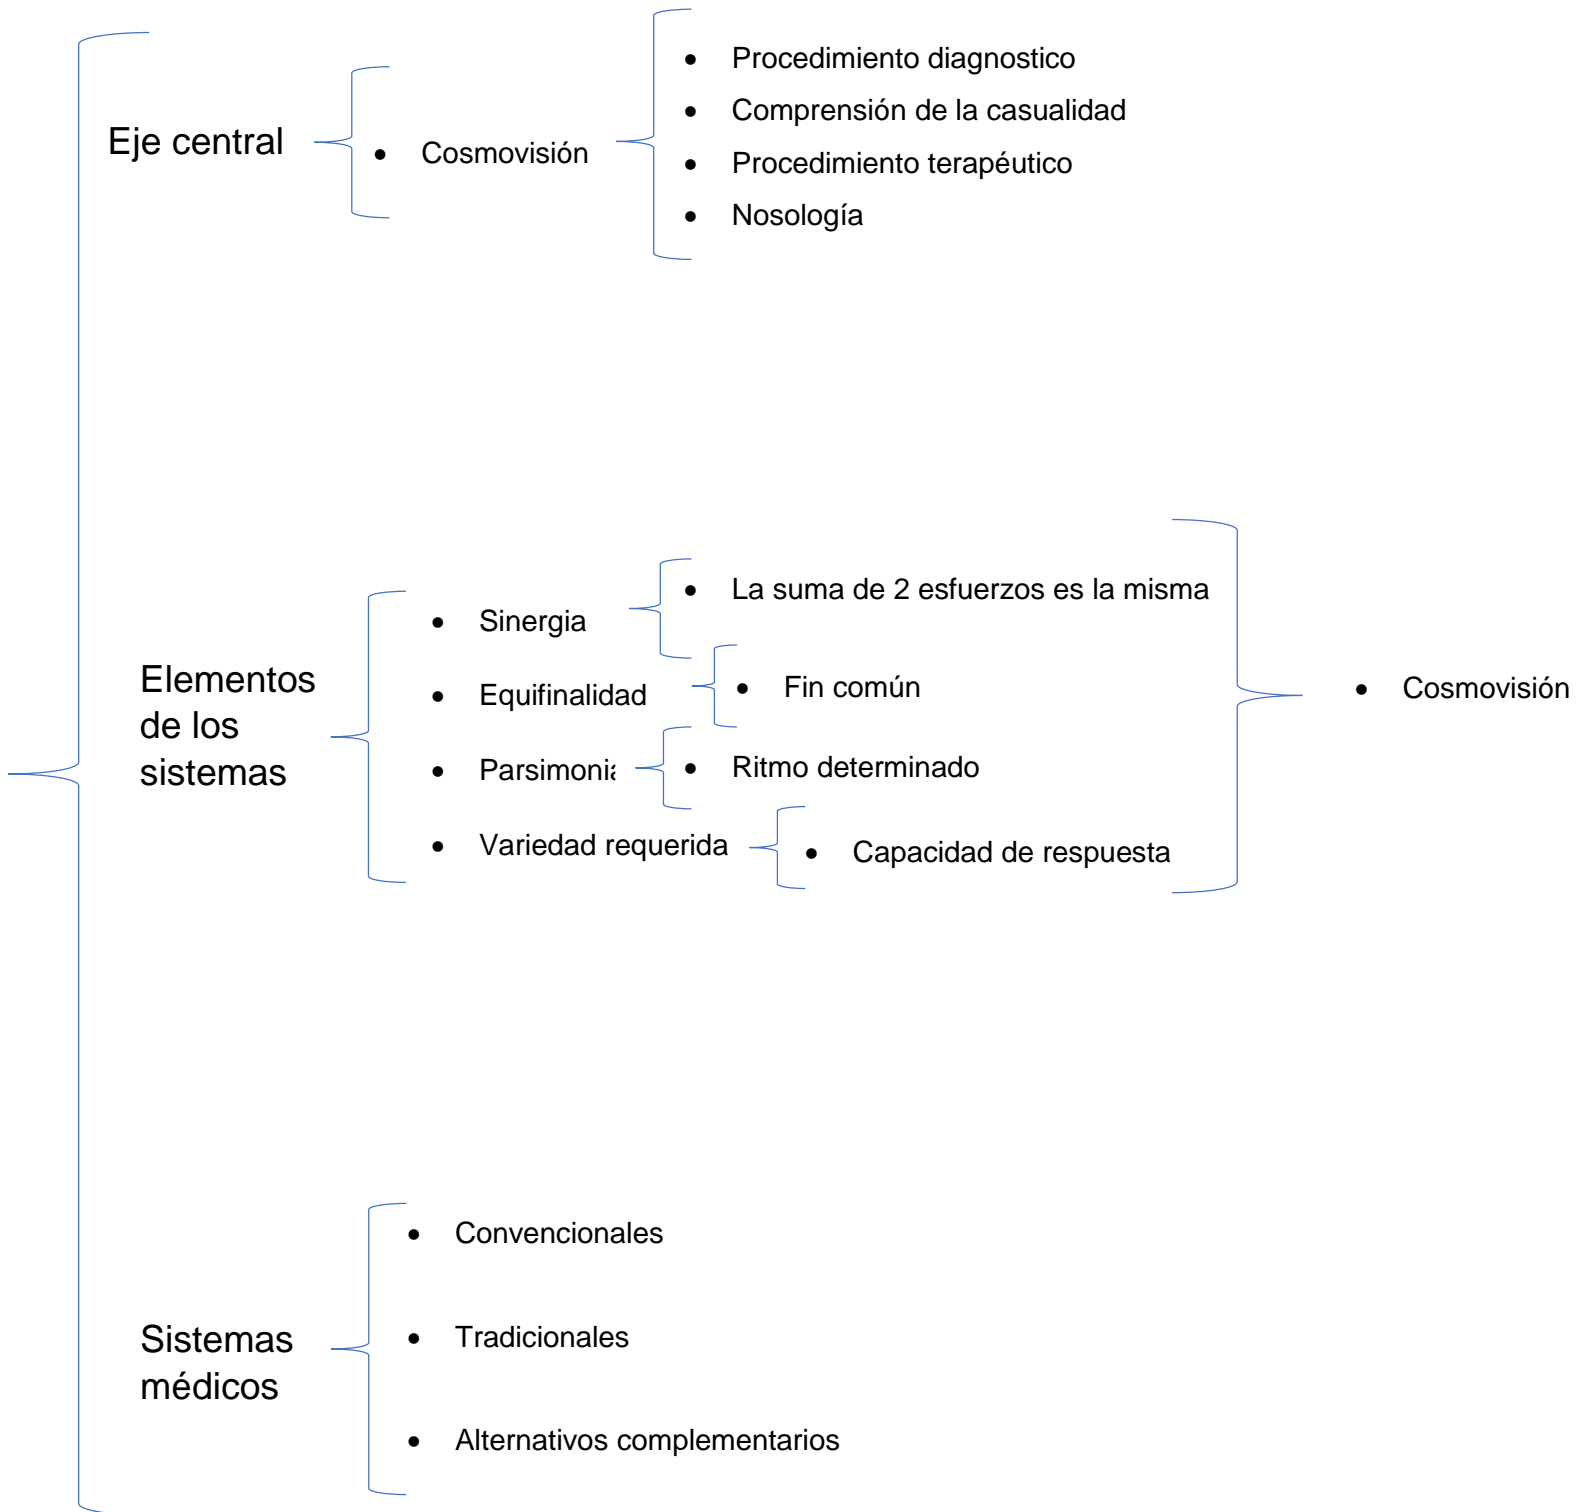 Eje central
• Cosmovisión
• Procedimiento diagnostico
• Comprensión de la casualidad
• Procedimiento terapéutico
• Nosología
Elementos
de los
sistemas
• Sinergia
• La suma de 2 esfuerzos es la misma
• Equifinalidad
• Fin común
• Parsimonia
• Ritmo determinado
• Variedad requerida
• Capacidad de respuesta
• Cosmovisión
Sistemas
médicos
• Convencionales
• Tradicionales
• Alternativos complementarios